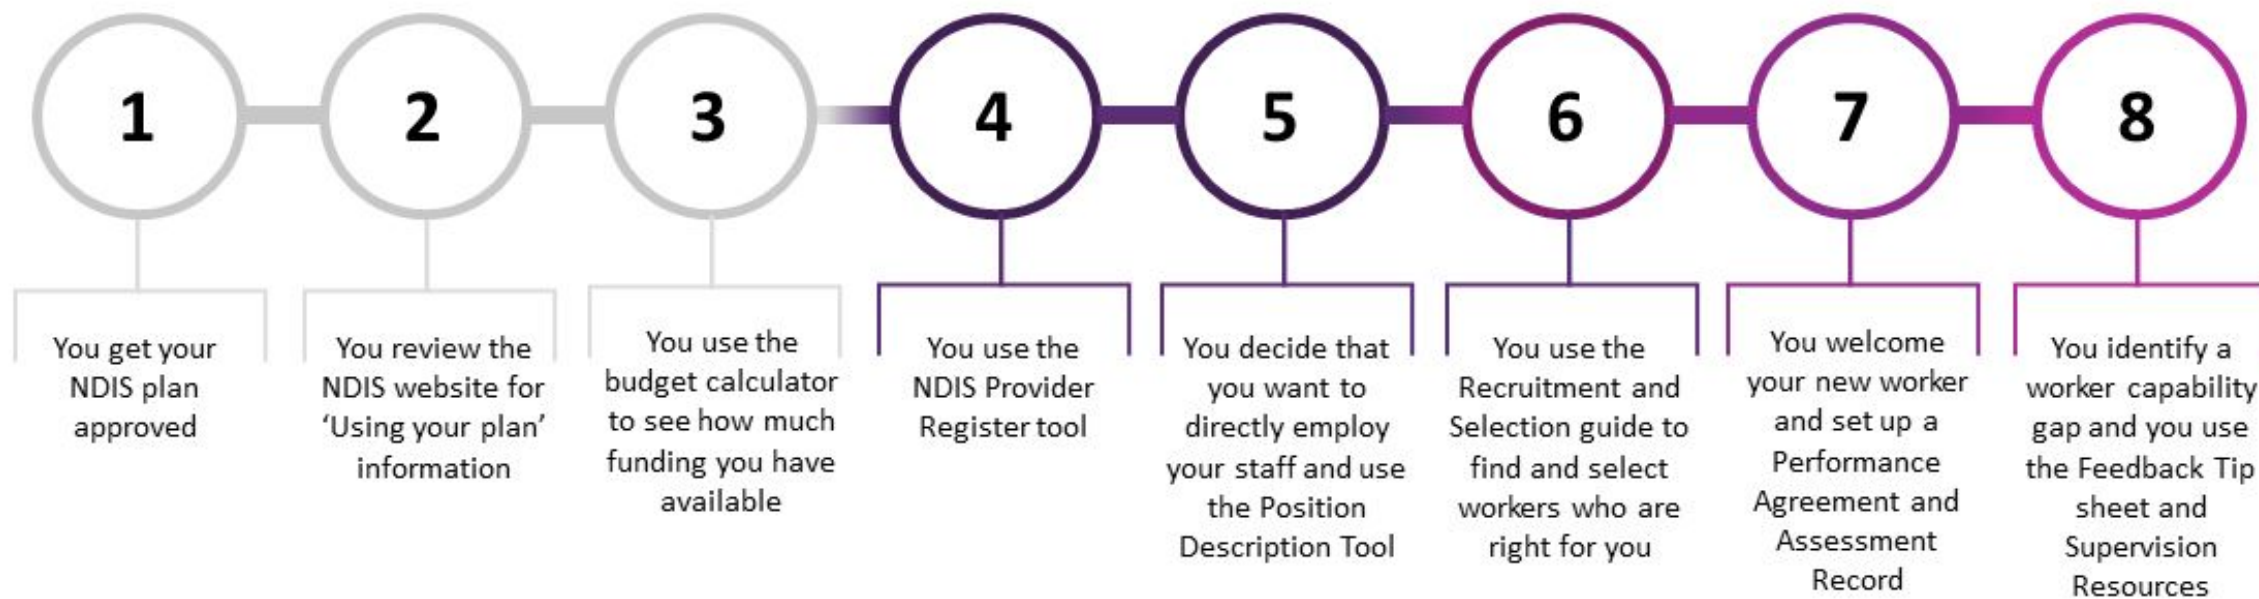 1
2
3
4
5
6
7
8
You get your
NDIS plan
approved
You review the
NDIS website for
‘Using your plan’
information
You use the
budget calculator
to see how much
funding you have
available
You use the
NDIS Provider
Register tool
You decide that
you want to
directly employ
your staff and use
the Position
Description Tool
You use the
Recruitment and
Selection guide to
find and select
workers who are
right for you
You welcome
your new worker
and set up a
Performance
Agreement and
Assessment
Record
You identify a
worker capability
gap and you use
the Feedback Tip
sheet and
Supervision
Resources